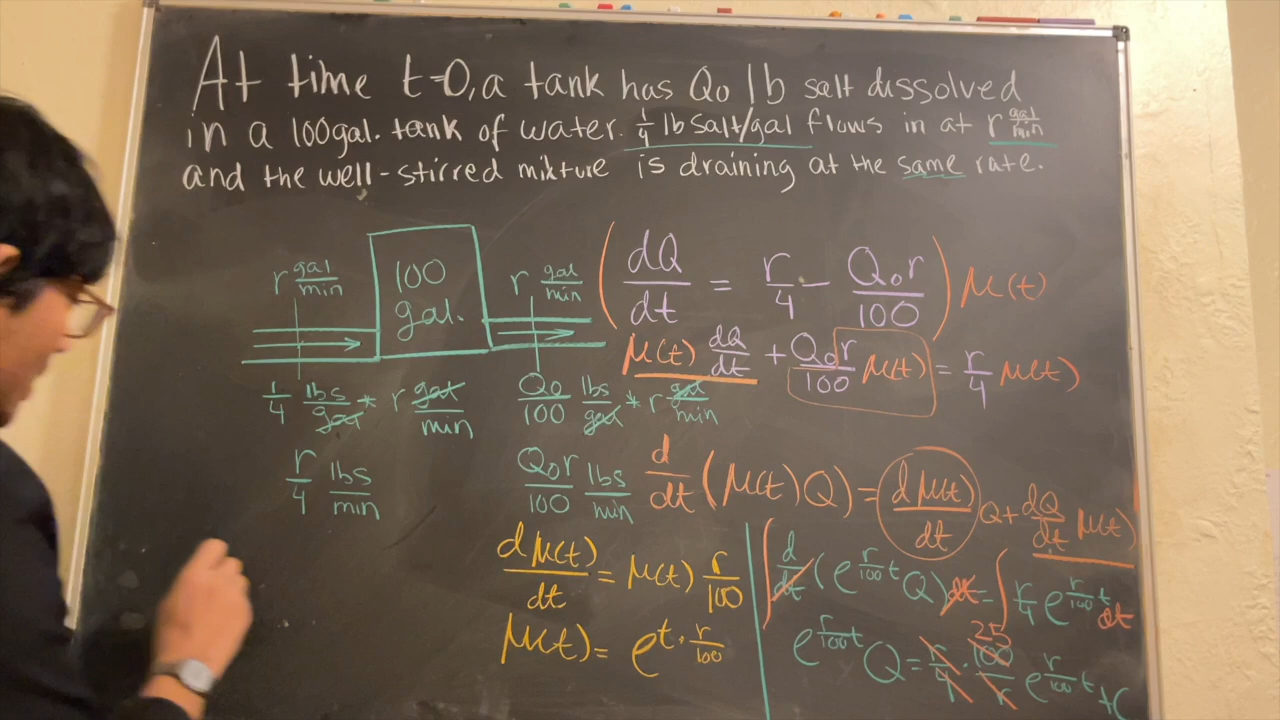 At time t=0, a tank has Q₀ lb salt dissolved
in a 100gal. tank of water. 1/4 lb salt/gal flows in at r gal/min
and the well-stirred mixture is draining at the same rate.
r gal/min
100 gal.
r gal/min
1/4 lbs/gal * r gal/min
Q₀/100 lbs/gal * r gal/min
r/4 lbs/min
Q₀r/100 lbs/min
(dQ/dt = r/4 - Q₀r/100) μ(t)
μ(t) dQ/dt + Q₀r/100 μ(t) = r/4 μ(t)
d/dt (μ(t)Q) = dμ(t)/dt Q + dQ/dt μ(t)
dμ(t)/dt = μ(t) r/100
μ(t) = e^(t · r/100)
∫ d/dt (e^(r/100 t) Q) dt = ∫ r/4 e^(r/100 t) dt
25
e^(r/100 t) Q = r/4 · 100/r e^(r/100 t) + C